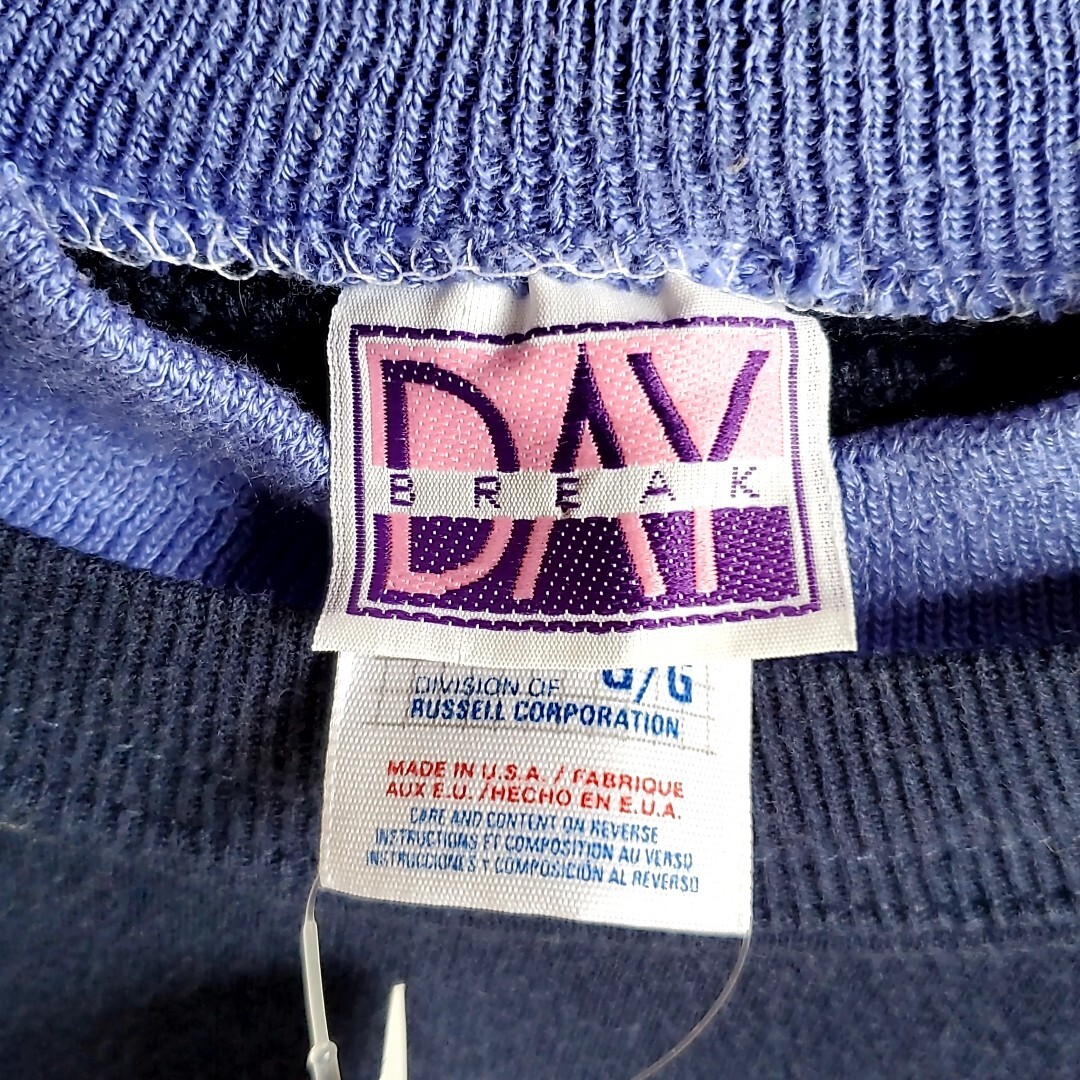 DAY
BREAK
G/G
DIVISION OF
RUSSELL CORPORATION
MADE IN U.S.A. / FABRIQUE
AUX E.U. /HECHO EN E.U.A.
CARE AND CONTENT ON REVERSE
INSTRUCTIONS ET COMPOSITION AU VERSO
INSTRUCCIONES Y COMPOSICIÓN AL REVERSO